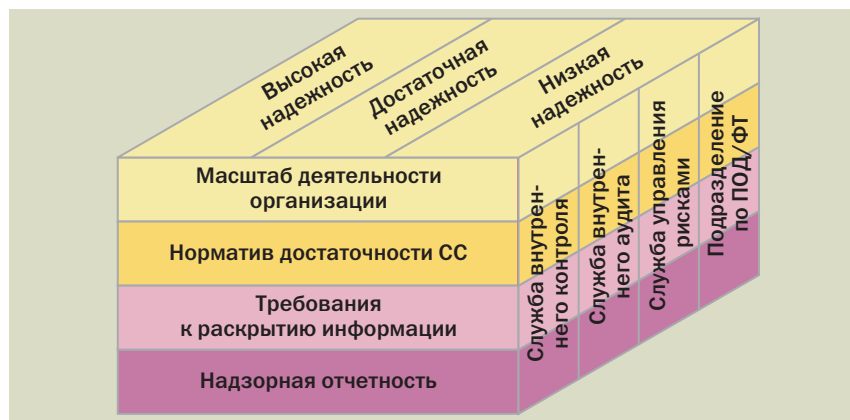 Высокая
надежность
Достаточная
надежность
Низкая
надежность
Масштаб деятельности
организации
Норматив достаточности СС
Требования
к раскрытию информации
Надзорная отчетность
Служба внутрен-
него контроля
Служба внутрен-
него аудита
Служба управления
рисками
Подразделение
по ПОД/ФТ